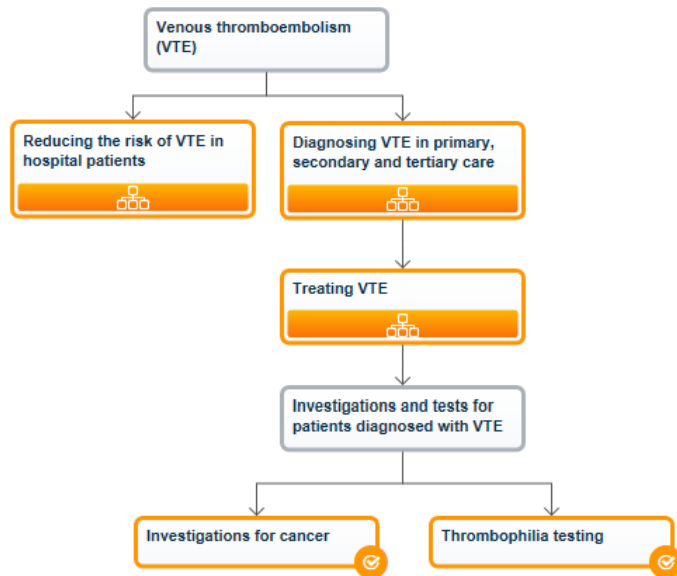 Venous thromboembolism
(VTE)
Reducing the risk of VTE in
hospital patients
Diagnosing VTE in primary,
secondary and tertiary care
Treating VTE
Investigations and tests for
patients diagnosed with VTE
Investigations for cancer
Thrombophilia testing